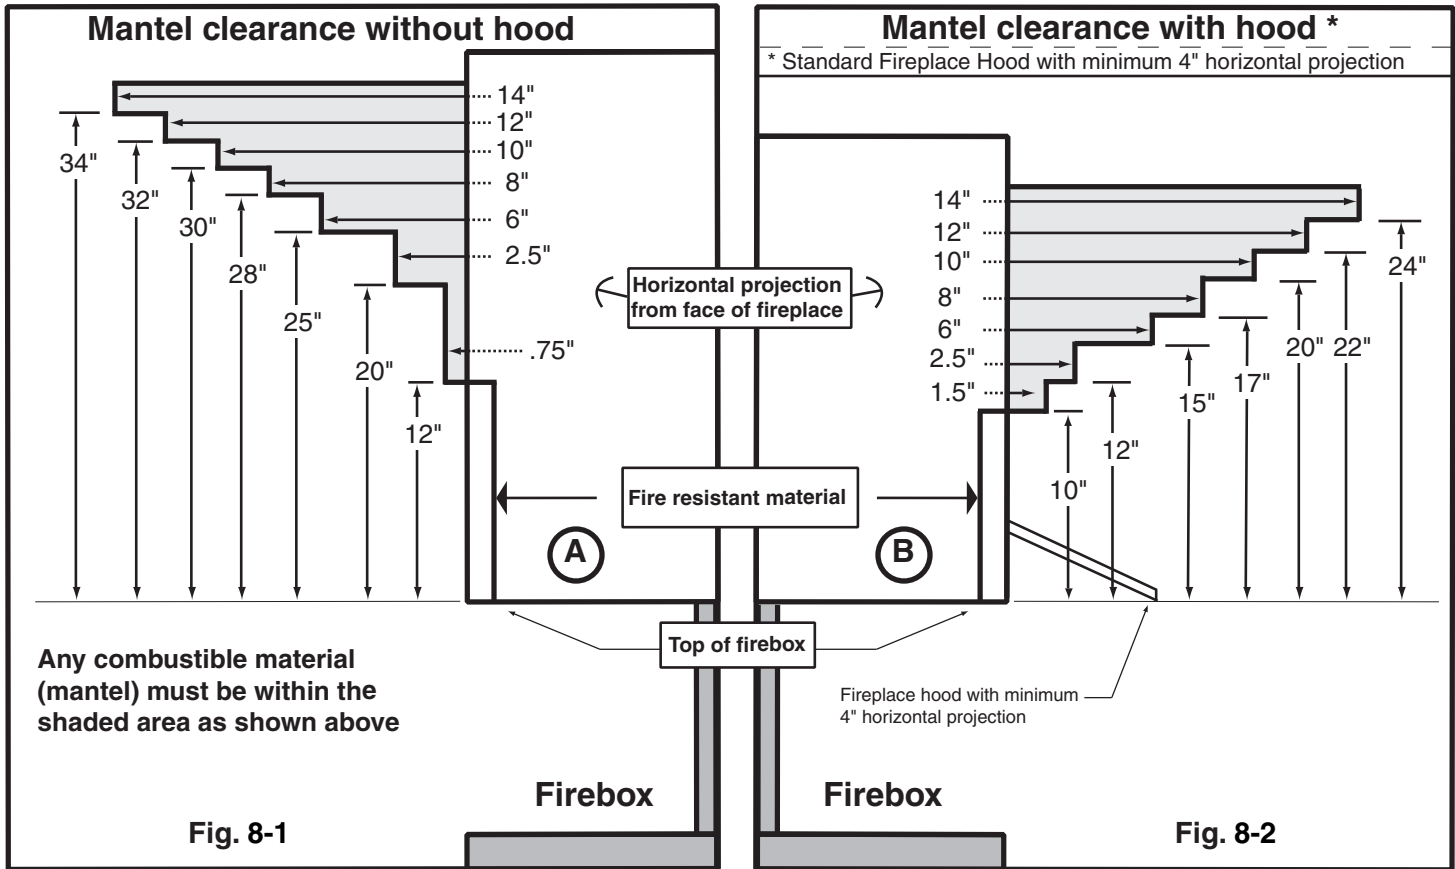 Mantel clearance without hood
14"
12"
10"
8"
6"
2.5"
.75"
34"
32"
30"
28"
25"
20"
12"
Mantel clearance with hood *
* Standard Fireplace Hood with minimum 4" horizontal projection
14"
12"
10"
8"
6"
2.5"
1.5"
24"
22"
20"
17"
15"
12"
10"
Horizontal projection
from face of fireplace
Fire resistant material
A
B
Top of firebox
Any combustible material
(mantel) must be within the
shaded area as shown above
Fireplace hood with minimum
4" horizontal projection
Firebox
Firebox
Fig. 8-1
Fig. 8-2